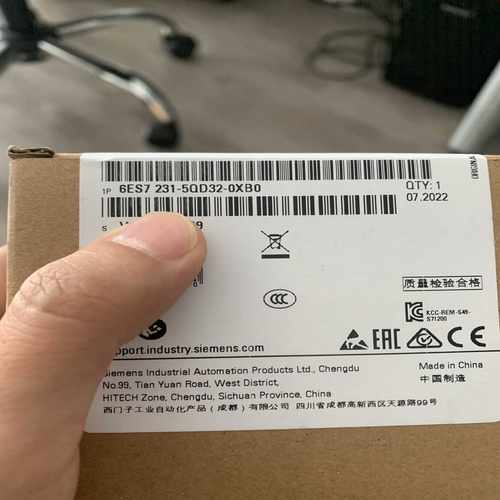 1P 6ES7 231-5QD32-0XB0
QTY: 1
07.2022
S
质量检验合格
CCC
KCC-REM-S49-
S71200
EAC
support.industry.siemens.com
Siemens Industrial Automation Products Ltd., Chengdu
No.99, Tian Yuan Road, West District,
HITECH Zone, Chengdu, Sichuan Province, China
西门子工业自动化产品（成都）有限公司 四川省成都高新西区天源路99号
Made in China
中国制造